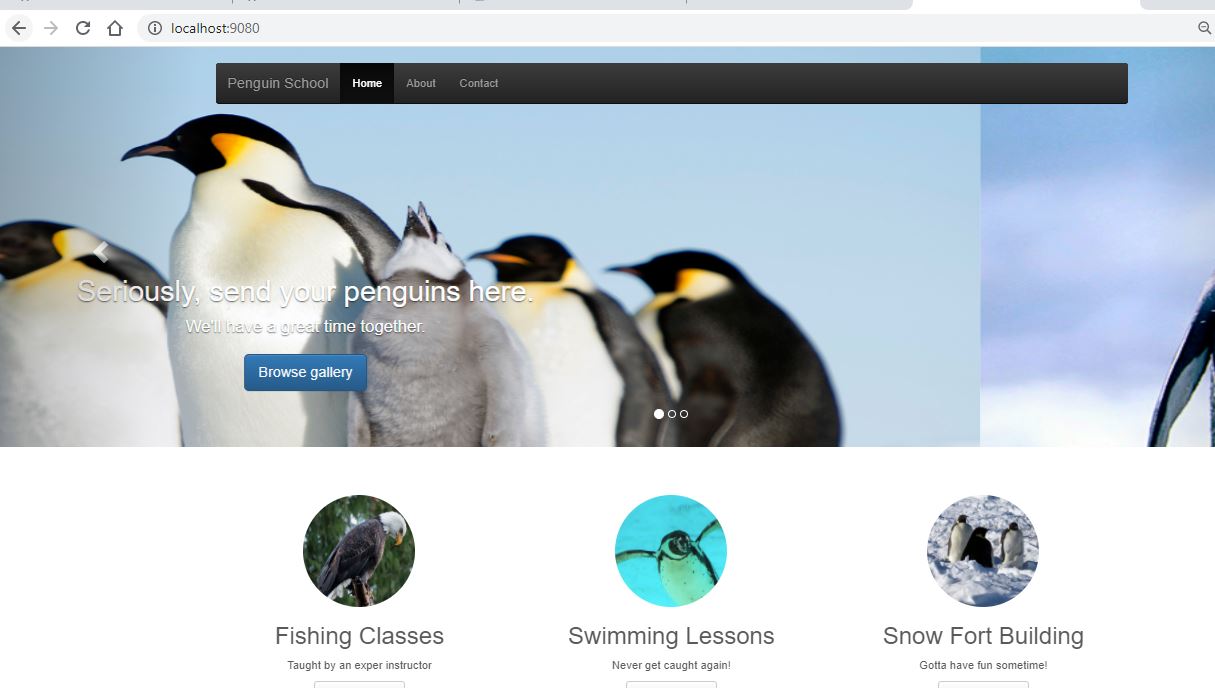 localhost:9080
Penguin School Home About Contact
Seriously, send your penguins here.
We'll have a great time together.
Browse gallery
Fishing Classes
Taught by an exper instructor
Swimming Lessons
Never get caught again!
Snow Fort Building
Gotta have fun sometime!